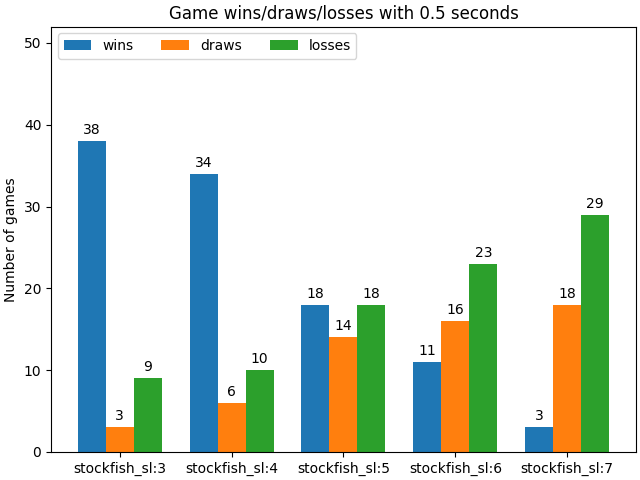 Game wins/draws/losses with 0.5 seconds
Number of games
50
40
30
20
10
0
wins draws losses
38 3 9
34 6 10
18 14 18
11 16 23
3 18 29
stockfish_sl:3 stockfish_sl:4 stockfish_sl:5 stockfish_sl:6 stockfish_sl:7